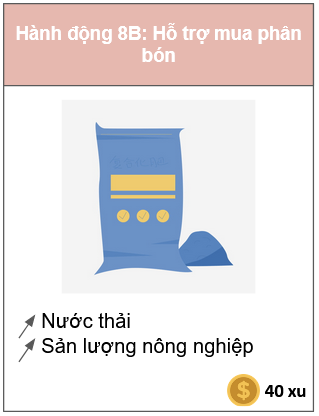 Hành động 8B: Hỗ trợ mua phân
bón
Nước thải
Sản lượng nông nghiệp
$ 40 xu